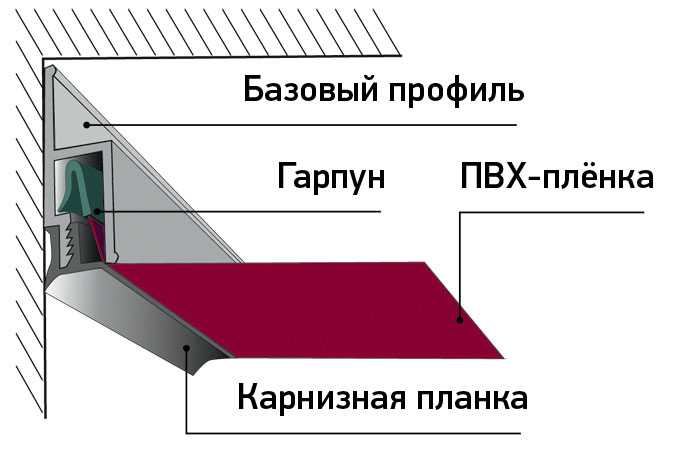 Базовый профиль
Гарпун
ПВХ-плёнка
Карнизная планка